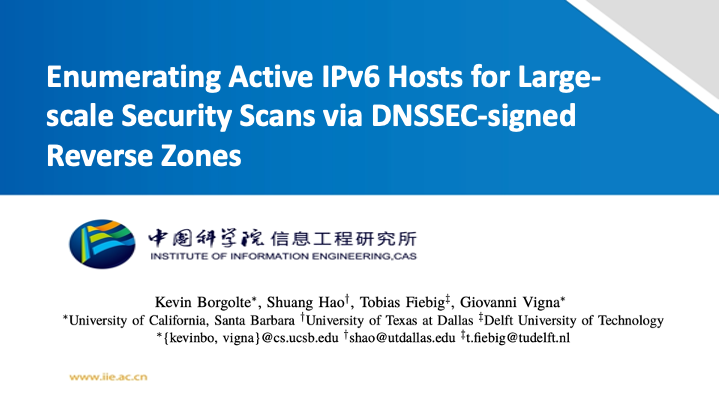 Enumerating Active IPv6 Hosts for Large-
scale Security Scans via DNSSEC-signed
Reverse Zones
中国科学院信息工程研究所
INSTITUTE OF INFORMATION ENGINEERING,CAS
Kevin Borgolte*, Shuang Hao†, Tobias Fiebig‡, Giovanni Vigna*
*University of California, Santa Barbara †University of Texas at Dallas ‡Delft University of Technology
*{kevinbo, vigna}@cs.ucsb.edu †shao@utdallas.edu ‡t.fiebig@tudelft.nl
www.iie.ac.cn